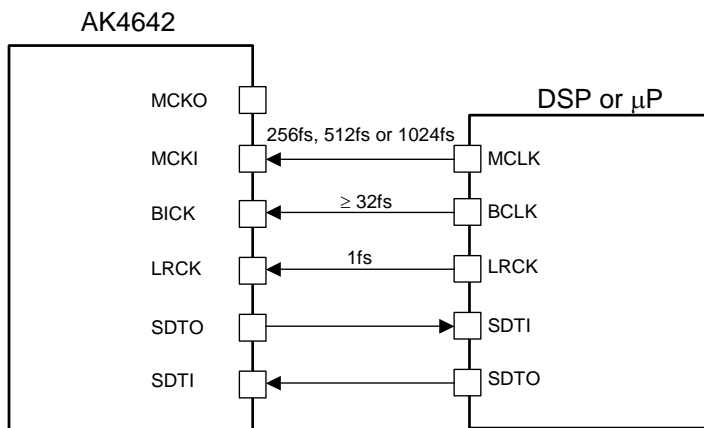 AK4642
DSP or μP
MCKO
256fs, 512fs or 1024fs
MCKI
MCLK
≥ 32fs
BICK
BCLK
1fs
LRCK
LRCK
SDTO
SDTI
SDTI
SDTO